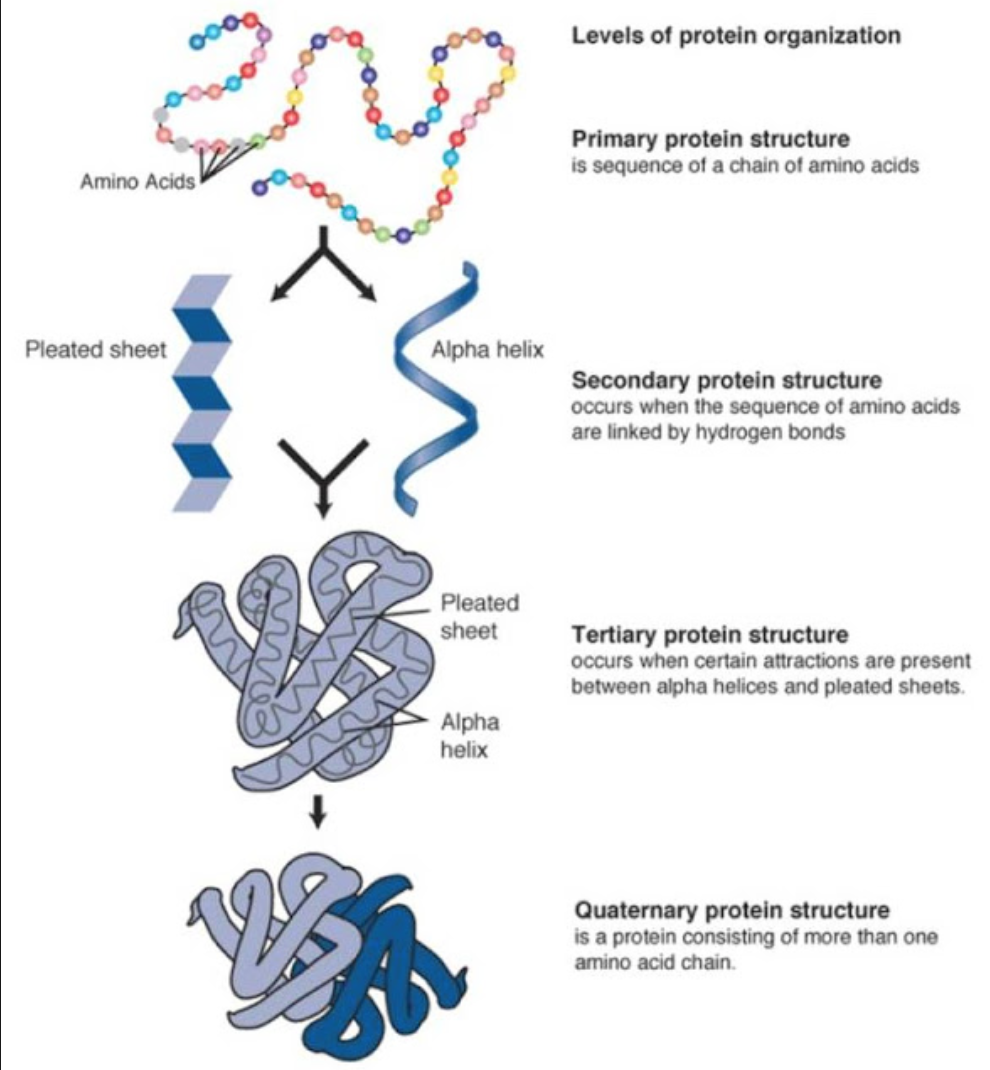 Levels of protein organization
Primary protein structure
is sequence of a chain of amino acids
Amino Acids
Pleated sheet
Alpha helix
Secondary protein structure
occurs when the sequence of amino acids
are linked by hydrogen bonds
Pleated
sheet
Tertiary protein structure
occurs when certain attractions are present
between alpha helices and pleated sheets.
Alpha
helix
Quaternary protein structure
is a protein consisting of more than one
amino acid chain.